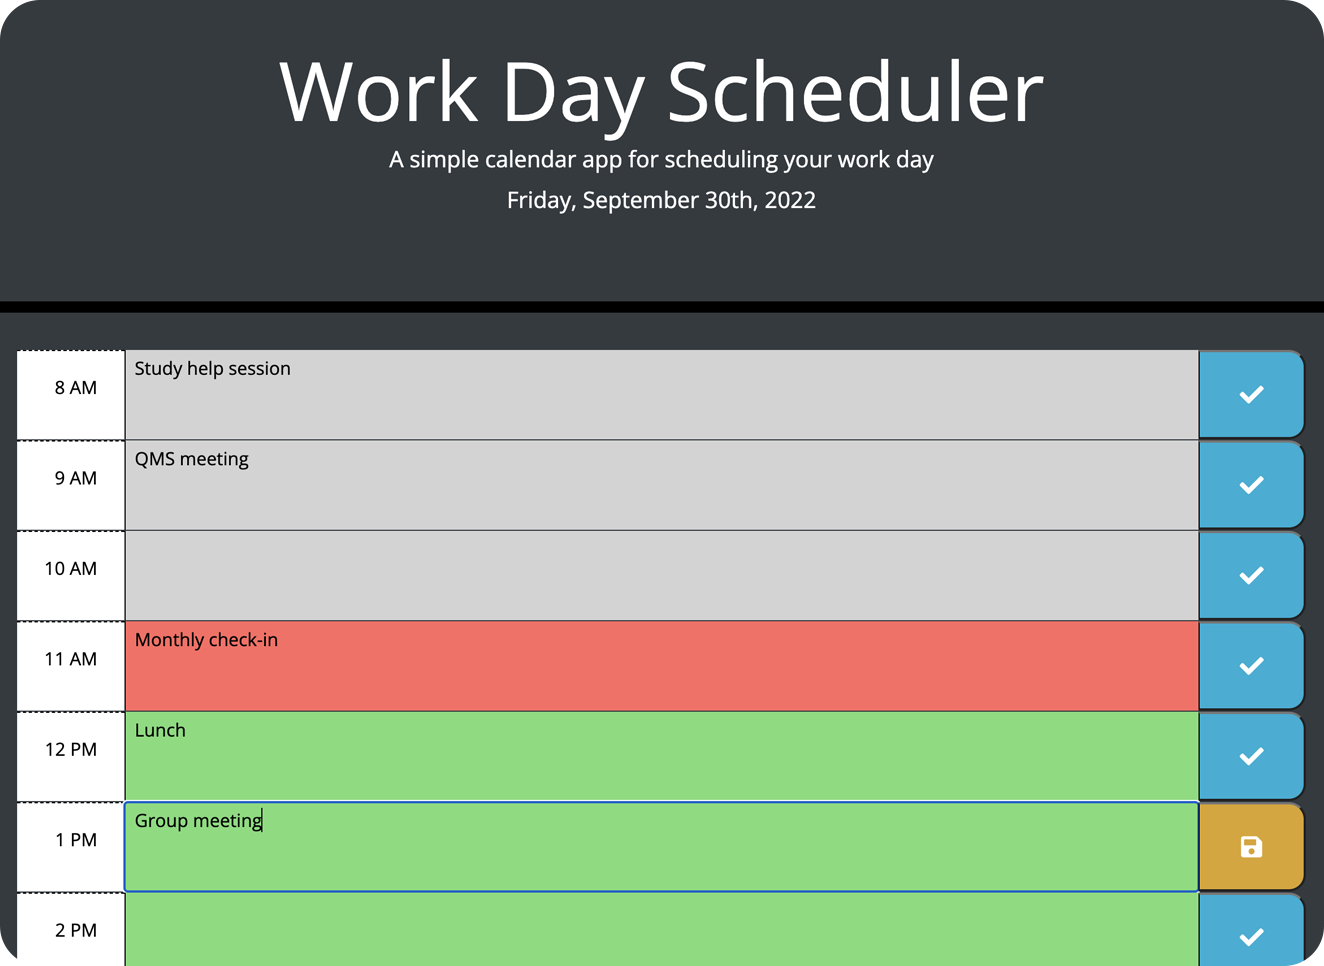 Work Day Scheduler
A simple calendar app for scheduling your work day
Friday, September 30th, 2022
8 AM
Study help session
9 AM
QMS meeting
10 AM
11 AM
Monthly check-in
12 PM
Lunch
1 PM
Group meeting
2 PM